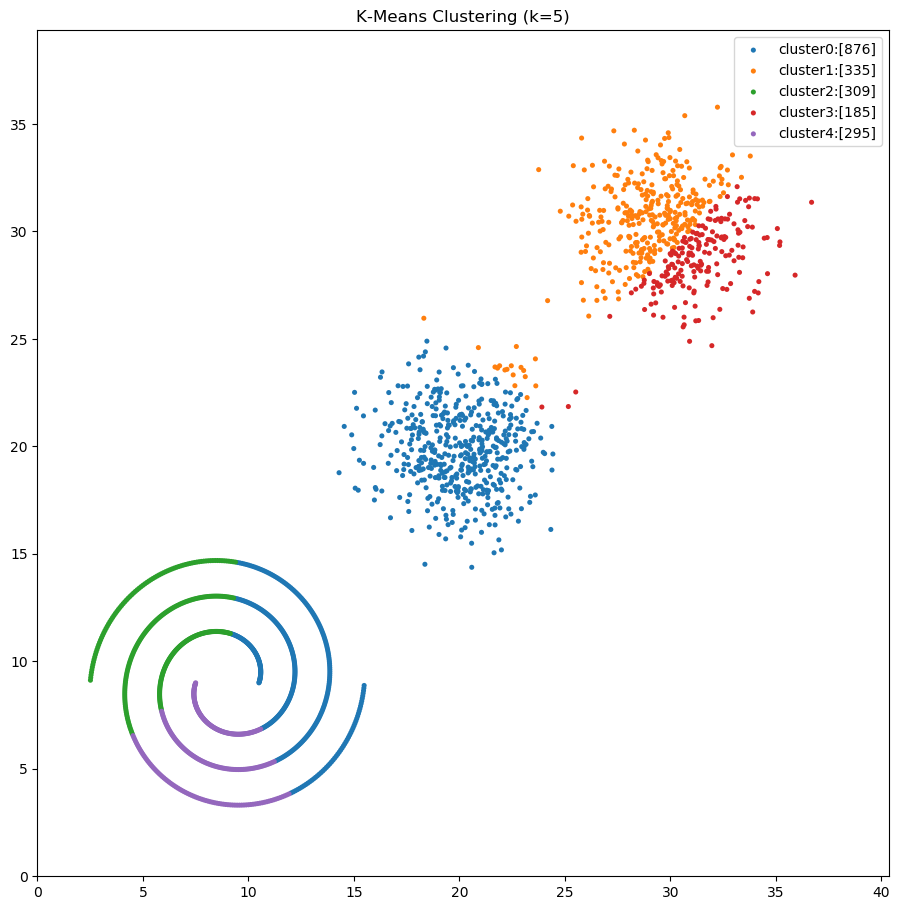 K-Means Clustering (k=5)
cluster0:[876]
cluster1:[335]
cluster2:[309]
cluster3:[185]
cluster4:[295]
35
30
25
20
15
10
5
0
0 5 10 15 20 25 30 35 40